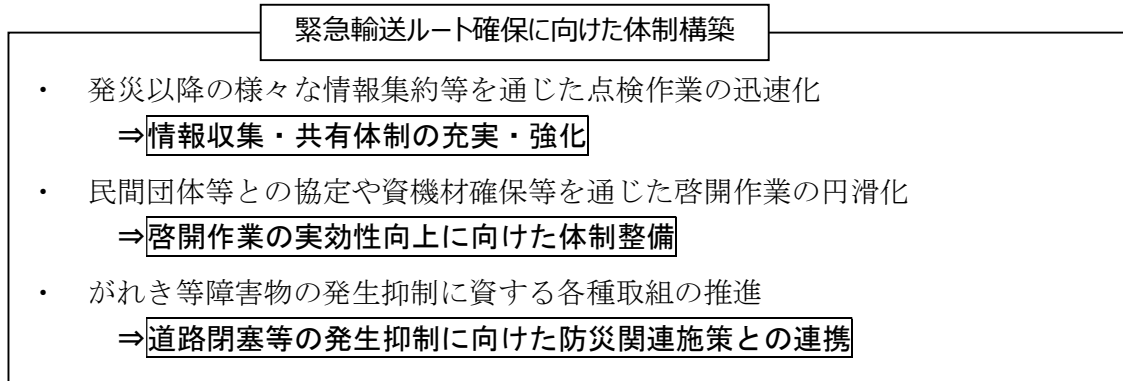 緊急輸送ルート確保に向けた体制構築
・ 発災以降の様々な情報集約等を通じた点検作業の迅速化
⇒情報収集・共有体制の充実・強化
・ 民間団体等との協定や資機材確保等を通じた啓開作業の円滑化
⇒啓開作業の実効性向上に向けた体制整備
・ がれき等障害物の発生抑制に資する各種取組の推進
⇒道路閉塞等の発生抑制に向けた防災関連施策との連携